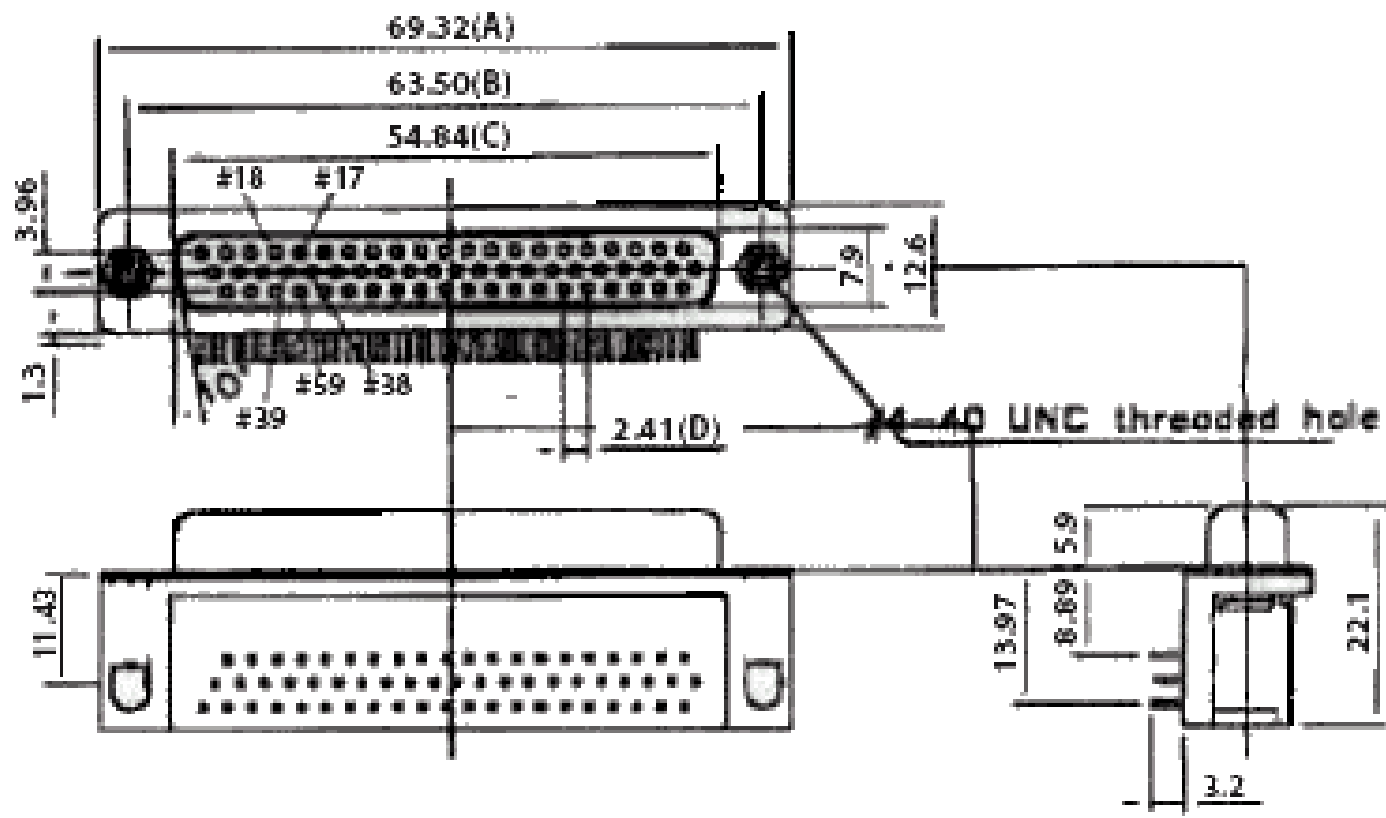 69.32(A)
63.50(B)
54.84(C)
#18 #17
3.96
7.9
12.6
1.3
#59 #38
#39
2.41(D)
#4-40 UNC threaded hole
5.9
11.43
13.97
8.89
22.1
3.2